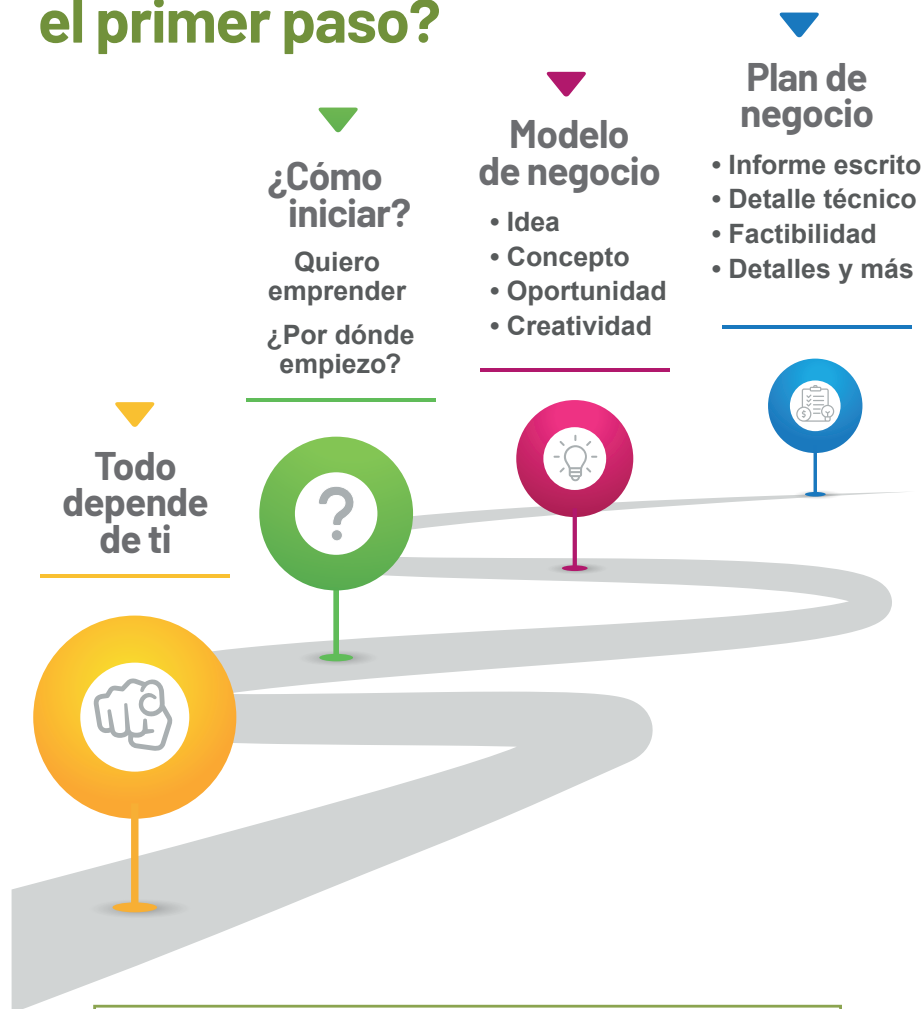 el primer paso?
Todo
depende
de ti
¿Cómo
iniciar?
Quiero
emprender
¿Por dónde
empiezo?
?
Modelo
de negocio
• Idea
• Concepto
• Oportunidad
• Creatividad
Plan de
negocio
• Informe escrito
• Detalle técnico
• Factibilidad
• Detalles y más